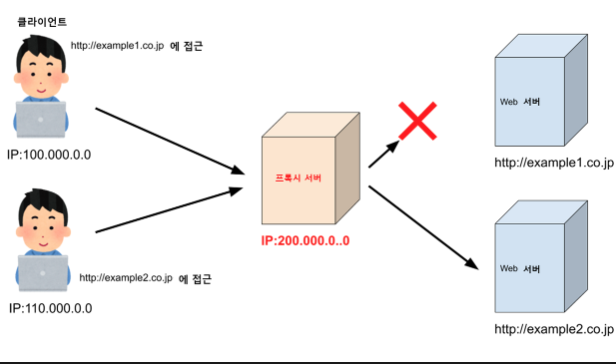 클라이언트
http://example1.co.jp 에 접근
IP:100.000.0.0
http://example2.co.jp 에 접근
IP:110.000.0.0
프록시 서버
IP:200.000.0..0
Web 서버
http://example1.co.jp
Web 서버
http://example2.co.jp